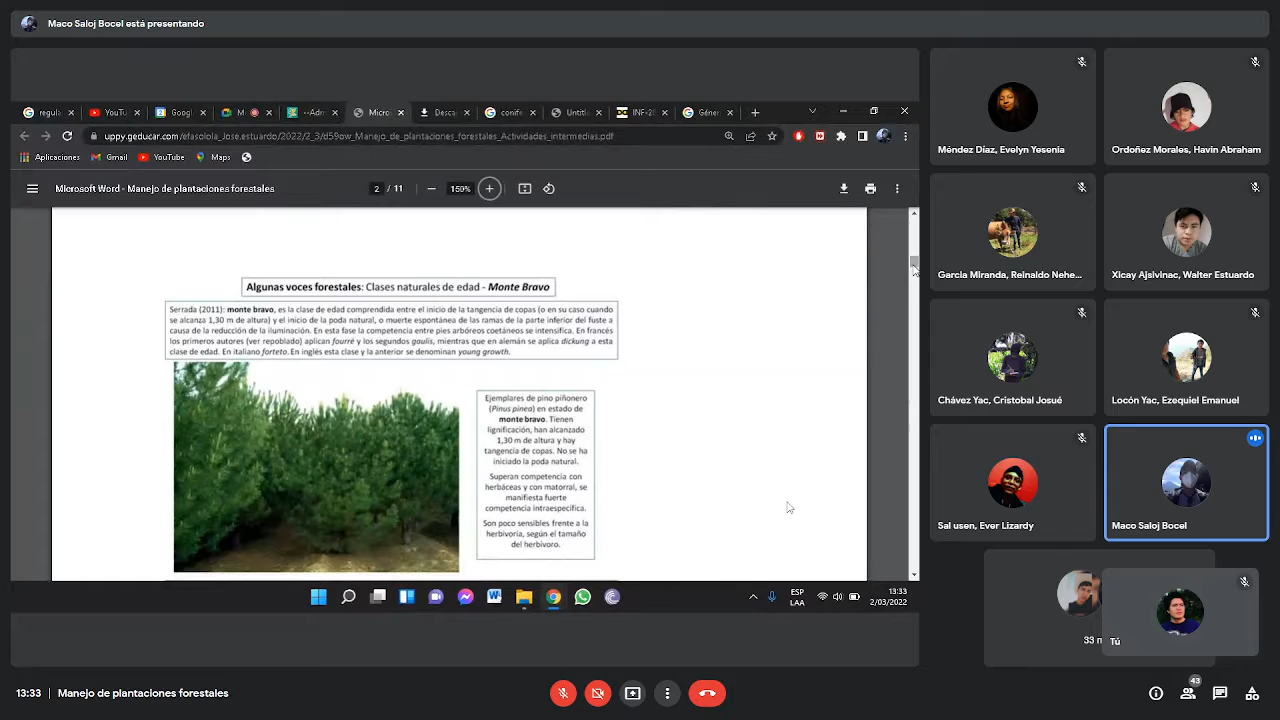 Maco Saloj Bocel está presentando
regula
YouTu
Googl
M
--Adm
Micro
Desca
conife
Untitle
INF420
Géner
uppy.geducar.com/efasolola_Jose.estuardo/2022/2_3/d59ow_Manejo_de_plantaciones_forestales_Actividades_intermedias.pdf
Aplicaciones
Gmail
YouTube
Maps
Microsoft Word - Manejo de plantaciones forestales
2 / 11
150%
Algunas voces forestales: Clases naturales de edad - Monte Bravo
Serrada (2011): monte bravo, es la clase de edad comprendida entre el inicio de la tangencia de copas (o en su caso cuando
se alcanza 1,30 m de altura) y el inicio de la poda natural, o muerte espontánea de las ramas de la parte inferior del fuste a
causa de la reducción de la iluminación. En esta fase la competencia entre pies arbóreos coetáneos se intensifica. En francés
los primeros autores (ver repoblado) aplican fourré y los segundos gaulis, mientras que en alemán se aplica dickung a esta
clase de edad. En italiano forteto. En inglés esta clase y la anterior se denominan young growth.
Ejemplares de pino piñonero
(Pinus pinea) en estado de
monte bravo. Tienen
lignificación, han alcanzado
1,30 m de altura y hay
tangencia de copas. No se ha
iniciado la poda natural.
Superan competencia con
herbáceas y con matorral, se
manifiesta fuerte
competencia intraespecífica.
Son poco sensibles frente a la
herbivoría, según el tamaño
del herbívoro.
ESP
LAA
13:33
2/03/2022
Méndez Díaz, Evelyn Yesenia
Ordoñez Morales, Havin Abraham
García Miranda, Reinaldo Nehe...
Xicay Ajsivinac, Walter Estuardo
Chávez Yac, Cristobal Josué
Locón Yac, Ezequiel Emanuel
Sal usen, Ever Lizardy
Maco Saloj Bocel
Tú
13:33 | Manejo de plantaciones forestales
43